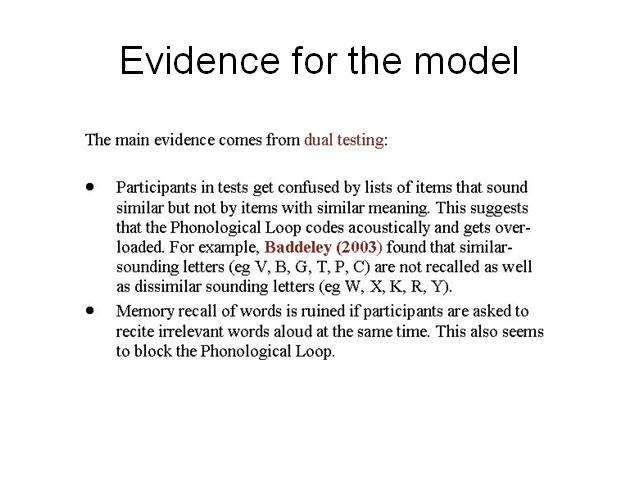 Evidence for the model
The main evidence comes from dual testing:
● Participants in tests get confused by lists of items that sound
similar but not by items with similar meaning. This suggests
that the Phonological Loop codes acoustically and gets over-
loaded. For example, Baddeley (2003) found that similar-
sounding letters (eg V, B, G, T, P, C) are not recalled as well
as dissimilar sounding letters (eg W, X, K, R, Y).
● Memory recall of words is ruined if participants are asked to
recite irrelevant words aloud at the same time. This also seems
to block the Phonological Loop.